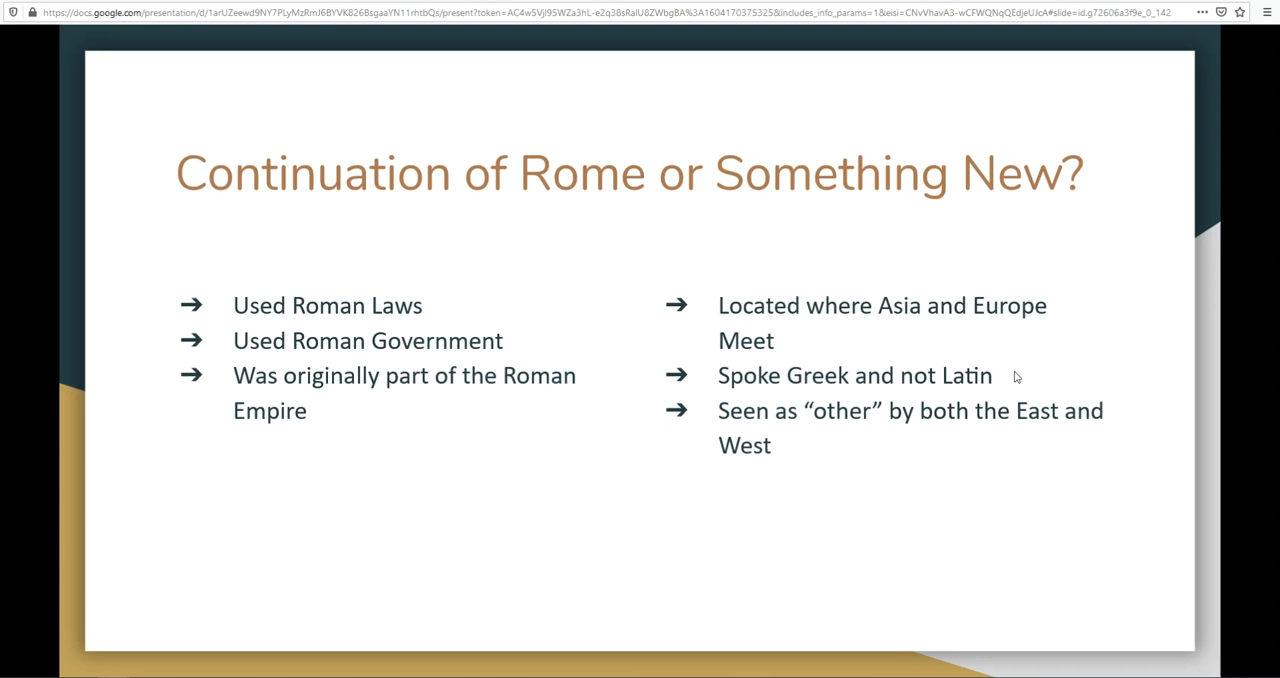 https://docs.google.com/presentation/d/1arUZeewd9NY7PLyMzRmJ6BYVKB26BsgaaYN11rhtbQs/present?token=AC4w5VjI95WZa3hL-e2q38sRaIU8ZWbgBA%3A1604170375325&includes_info_params=1&eisi=CNvVhavA3-wCFWQNqQEdjeUJcA#slide=id.g72606a3f9e_0_142
Continuation of Rome or Something New?
➔ Used Roman Laws
➔ Used Roman Government
➔ Was originally part of the Roman
Empire
➔ Located where Asia and Europe
Meet
➔ Spoke Greek and not Latin
➔ Seen as “other” by both the East and
West